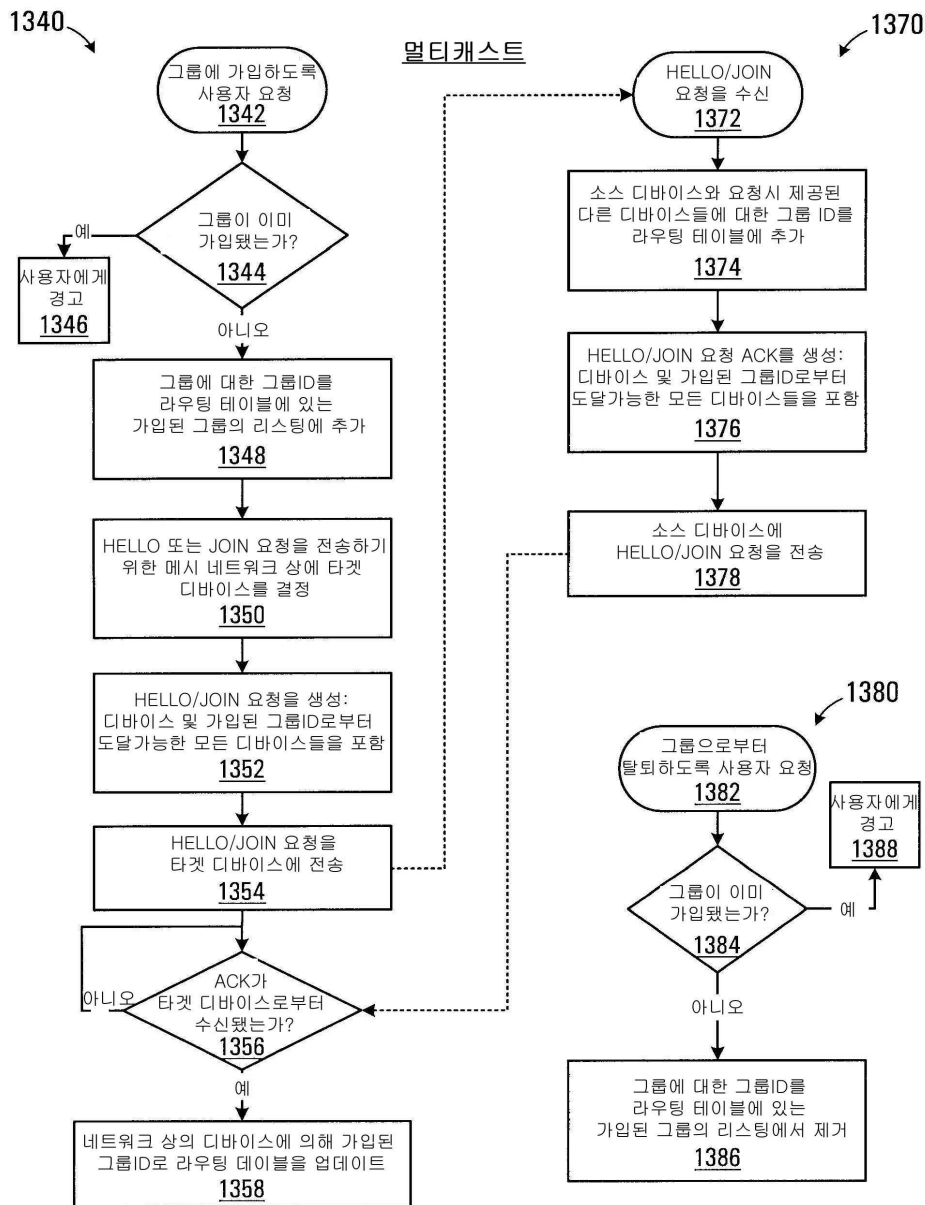 1340
멀티캐스트
1370
그룹에 가입하도록
사용자 요청
1342
그룹이 이미
가입됐는가?
1344
예
사용자에게
경고
1346
아니오
그룹에 대한 그룹ID를
라우팅 테이블에 있는
가입된 그룹의 리스팅에 추가
1348
HELLO 또는 JOIN 요청을 전송하기
위한 메시 네트워크 상에 타겟
디바이스를 결정
1350
HELLO/JOIN 요청을 생성:
디바이스 및 가입된 그룹ID로부터
도달가능한 모든 디바이스들을 포함
1352
HELLO/JOIN 요청을
타겟 디바이스에 전송
1354
ACK가
타겟 디바이스로부터
수신됐는가?
1356
아니오
예
네트워크 상의 디바이스에 의해 가입된
그룹ID로 라우팅 데이블을 업데이트
1358
HELLO/JOIN
요청을 수신
1372
소스 디바이스와 요청시 제공된
다른 디바이스들에 대한 그룹 ID를
라우팅 테이블에 추가
1374
HELLO/JOIN 요청 ACK를 생성:
디바이스 및 가입된 그룹ID로부터
도달가능한 모든 디바이스들을 포함
1376
소스 디바이스에
HELLO/JOIN 요청을 전송
1378
1380
그룹으로부터
탈퇴하도록 사용자 요청
1382
사용자에게
경고
1388
그룹이 이미
가입됐는가?
1384
예
아니오
그룹에 대한 그룹ID를
라우팅 테이블에 있는
가입된 그룹의 리스팅에서 제거
1386